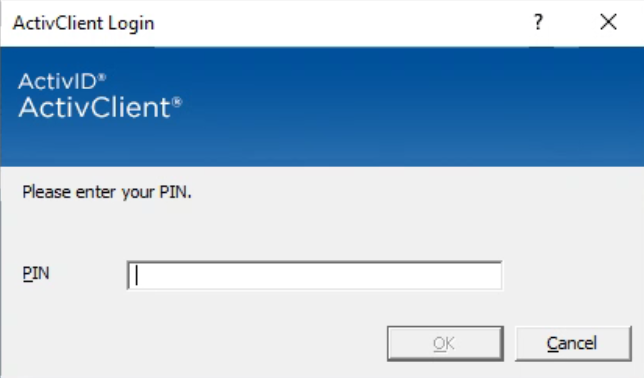 ActivClient Login
?
ActivID®
ActivClient®
Please enter your PIN.
PIN
OK
Cancel